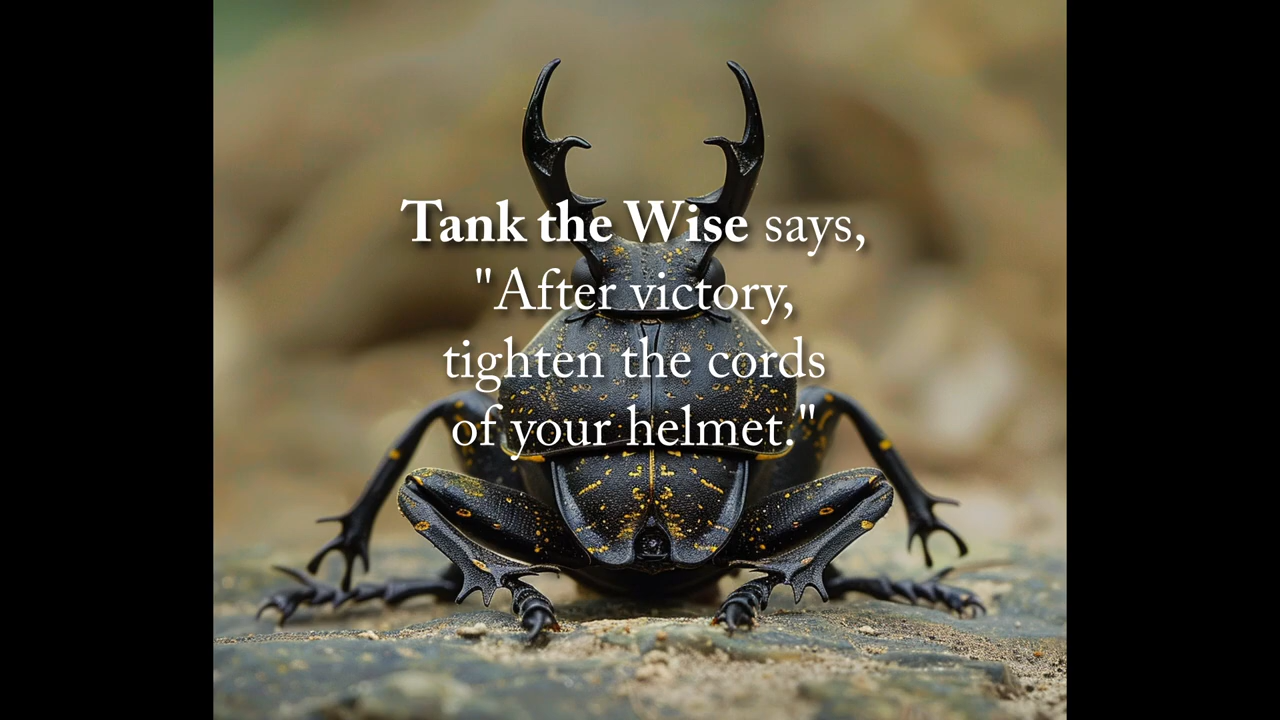 Tank the Wise says,
"After victory,
tighten the cords
of your helmet."